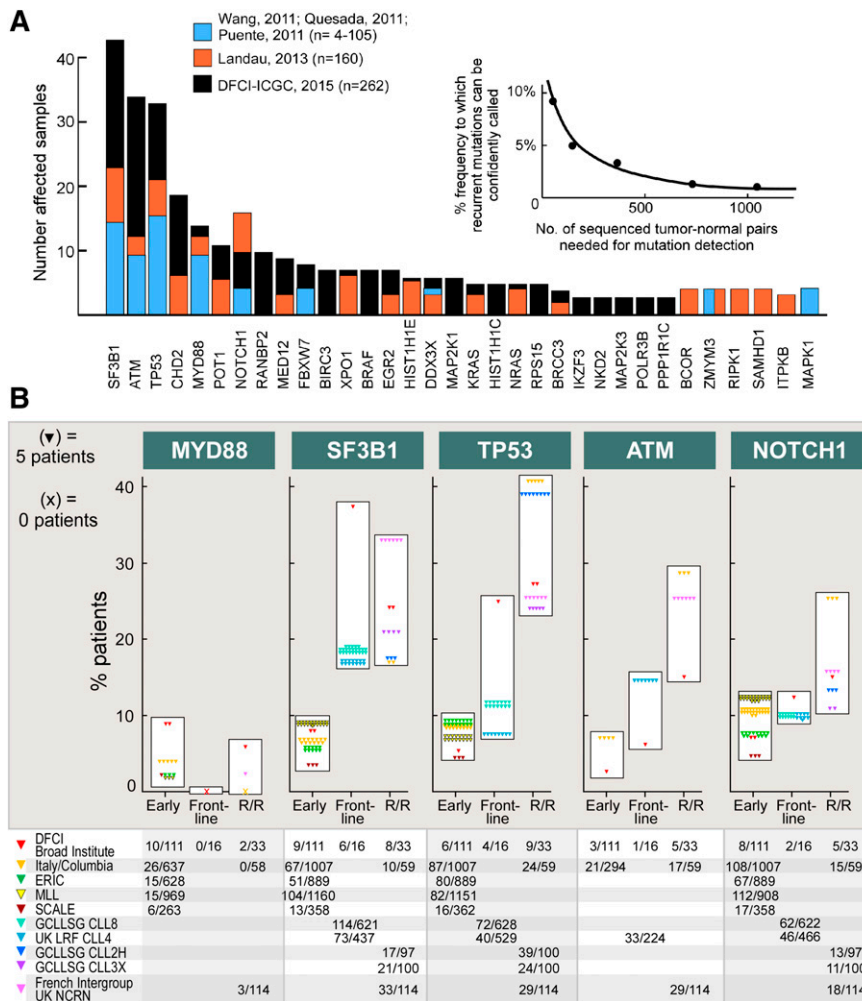 A
Wang, 2011; Quesada, 2011;
Puente, 2011 (n= 4-105)
Landau, 2013 (n=160)
DFCI-ICGC, 2015 (n=262)
Number affected samples
40
30
20
10
% frequency to which
recurrent mutations can be
confidently called
10%
5%
0
500
1000
No. of sequenced tumor-normal pairs
needed for mutation detection
SF3B1
ATM
TP53
CHD2
MYD88
POT1
NOTCH1
RANBP2
MED12
FBXW7
BIRC3
XPO1
BRAF
EGR2
HIST1H1E
DDX3X
MAP2K1
KRAS
HIST1H1C
NRAS
RPS15
BRCC3
IKZF3
NKD2
MAP2K3
POLR3B
PPP1R1C
BCOR
ZMYM3
RIPK1
SAMHD1
ITPKB
MAPK1
B
(▼) =
5 patients
(x) =
0 patients
MYD88 SF3B1 TP53 ATM NOTCH1
% patients
40
30
20
10
0
x x
Early Front-line R/R
Early Front-line R/R
Early Front-line R/R
Early Front-line R/R
Early Front-line R/R
DFCI
Broad Institute 10/111 0/16 2/33 9/111 6/16 8/33 6/111 4/16 9/33 3/111 1/16 5/33 8/111 2/16 5/33
Italy/Columbia 26/637 0/58 67/1007 10/59 87/1007 24/59 21/294 17/59 108/1007 15/59
ERIC 15/628 51/889 80/889 67/889
MLL 15/969 104/1160 82/1151 112/908
SCALE 6/263 13/358 16/362 17/358
GCLLSG CLL8 114/621 72/628 62/622
UK LRF CLL4 73/437 40/529 33/224 46/466
GCLLSG CLL2H 17/97 39/100 13/97
GCLLSG CLL3X 21/100 24/100 11/100
French Intergroup
UK NCRN 3/114 33/114 29/114 29/114 18/114